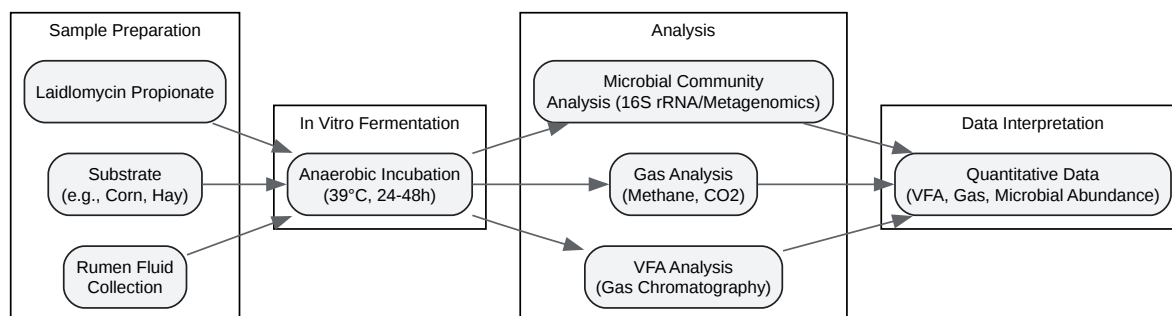 Sample Preparation
Laidlomycin Propionate
Substrate
(e.g., Corn, Hay)
Rumen Fluid
Collection
In Vitro Fermentation
Anaerobic Incubation
(39°C, 24-48h)
Analysis
Microbial Community
Analysis (16S rRNA/Metagenomics)
Gas Analysis
(Methane, CO2)
VFA Analysis
(Gas Chromatography)
Data Interpretation
Quantitative Data
(VFA, Gas, Microbial Abundance)